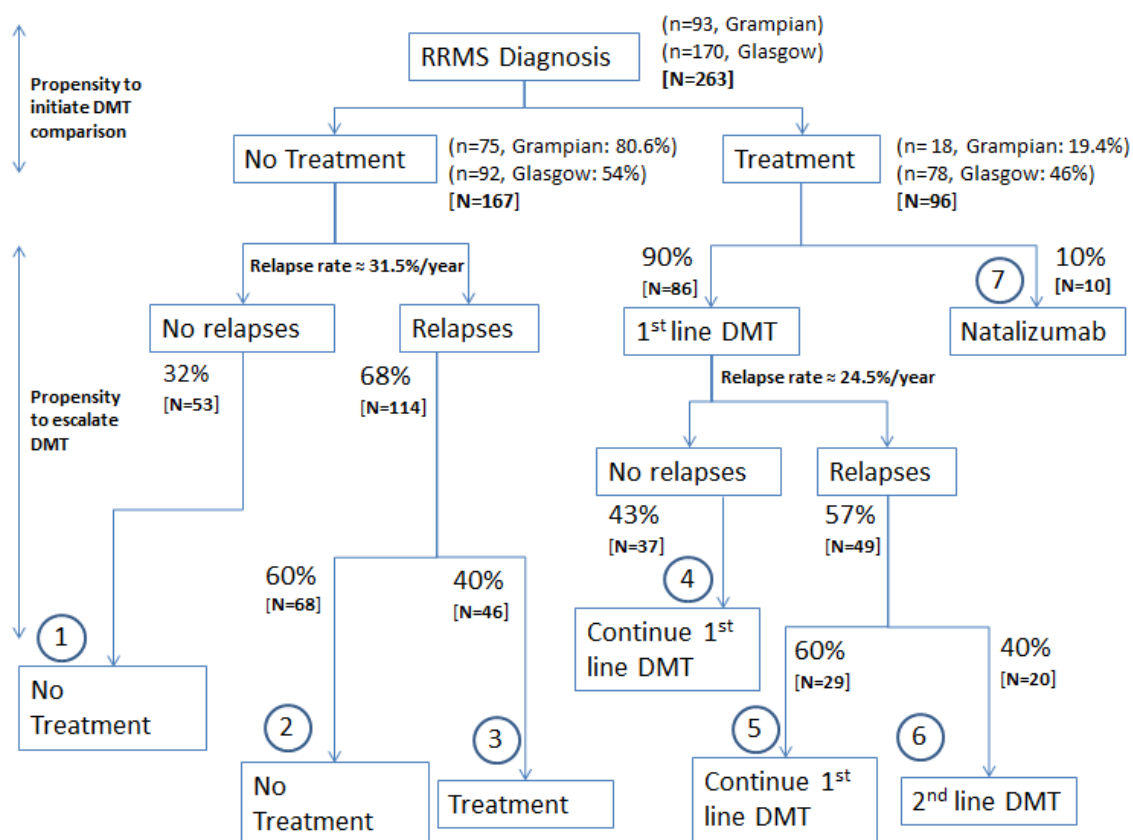 (n=93, Grampian)
RRMS Diagnosis
(n=170, Glasgow)
[N=263]
Propensity to
initiate DMT
comparison
No Treatment
(n=75, Grampian: 80.6%)
(n=92, Glasgow: 54%)
[N=167]
Treatment
(n= 18, Grampian: 19.4%)
(n=78, Glasgow: 46%)
[N=96]
Relapse rate ≈ 31.5%/year
90%
[N=86]
7
10%
[N=10]
No relapses
Relapses
1st line DMT
Natalizumab
32%
[N=53]
68%
[N=114]
Relapse rate ≈ 24.5%/year
Propensity
to escalate
DMT
No relapses
Relapses
43%
[N=37]
57%
[N=49]
60%
[N=68]
40%
[N=46]
4
Continue 1st
line DMT
60%
[N=29]
40%
[N=20]
1
No
Treatment
2
No
Treatment
3
Treatment
5
Continue 1st
line DMT
6
2nd line DMT